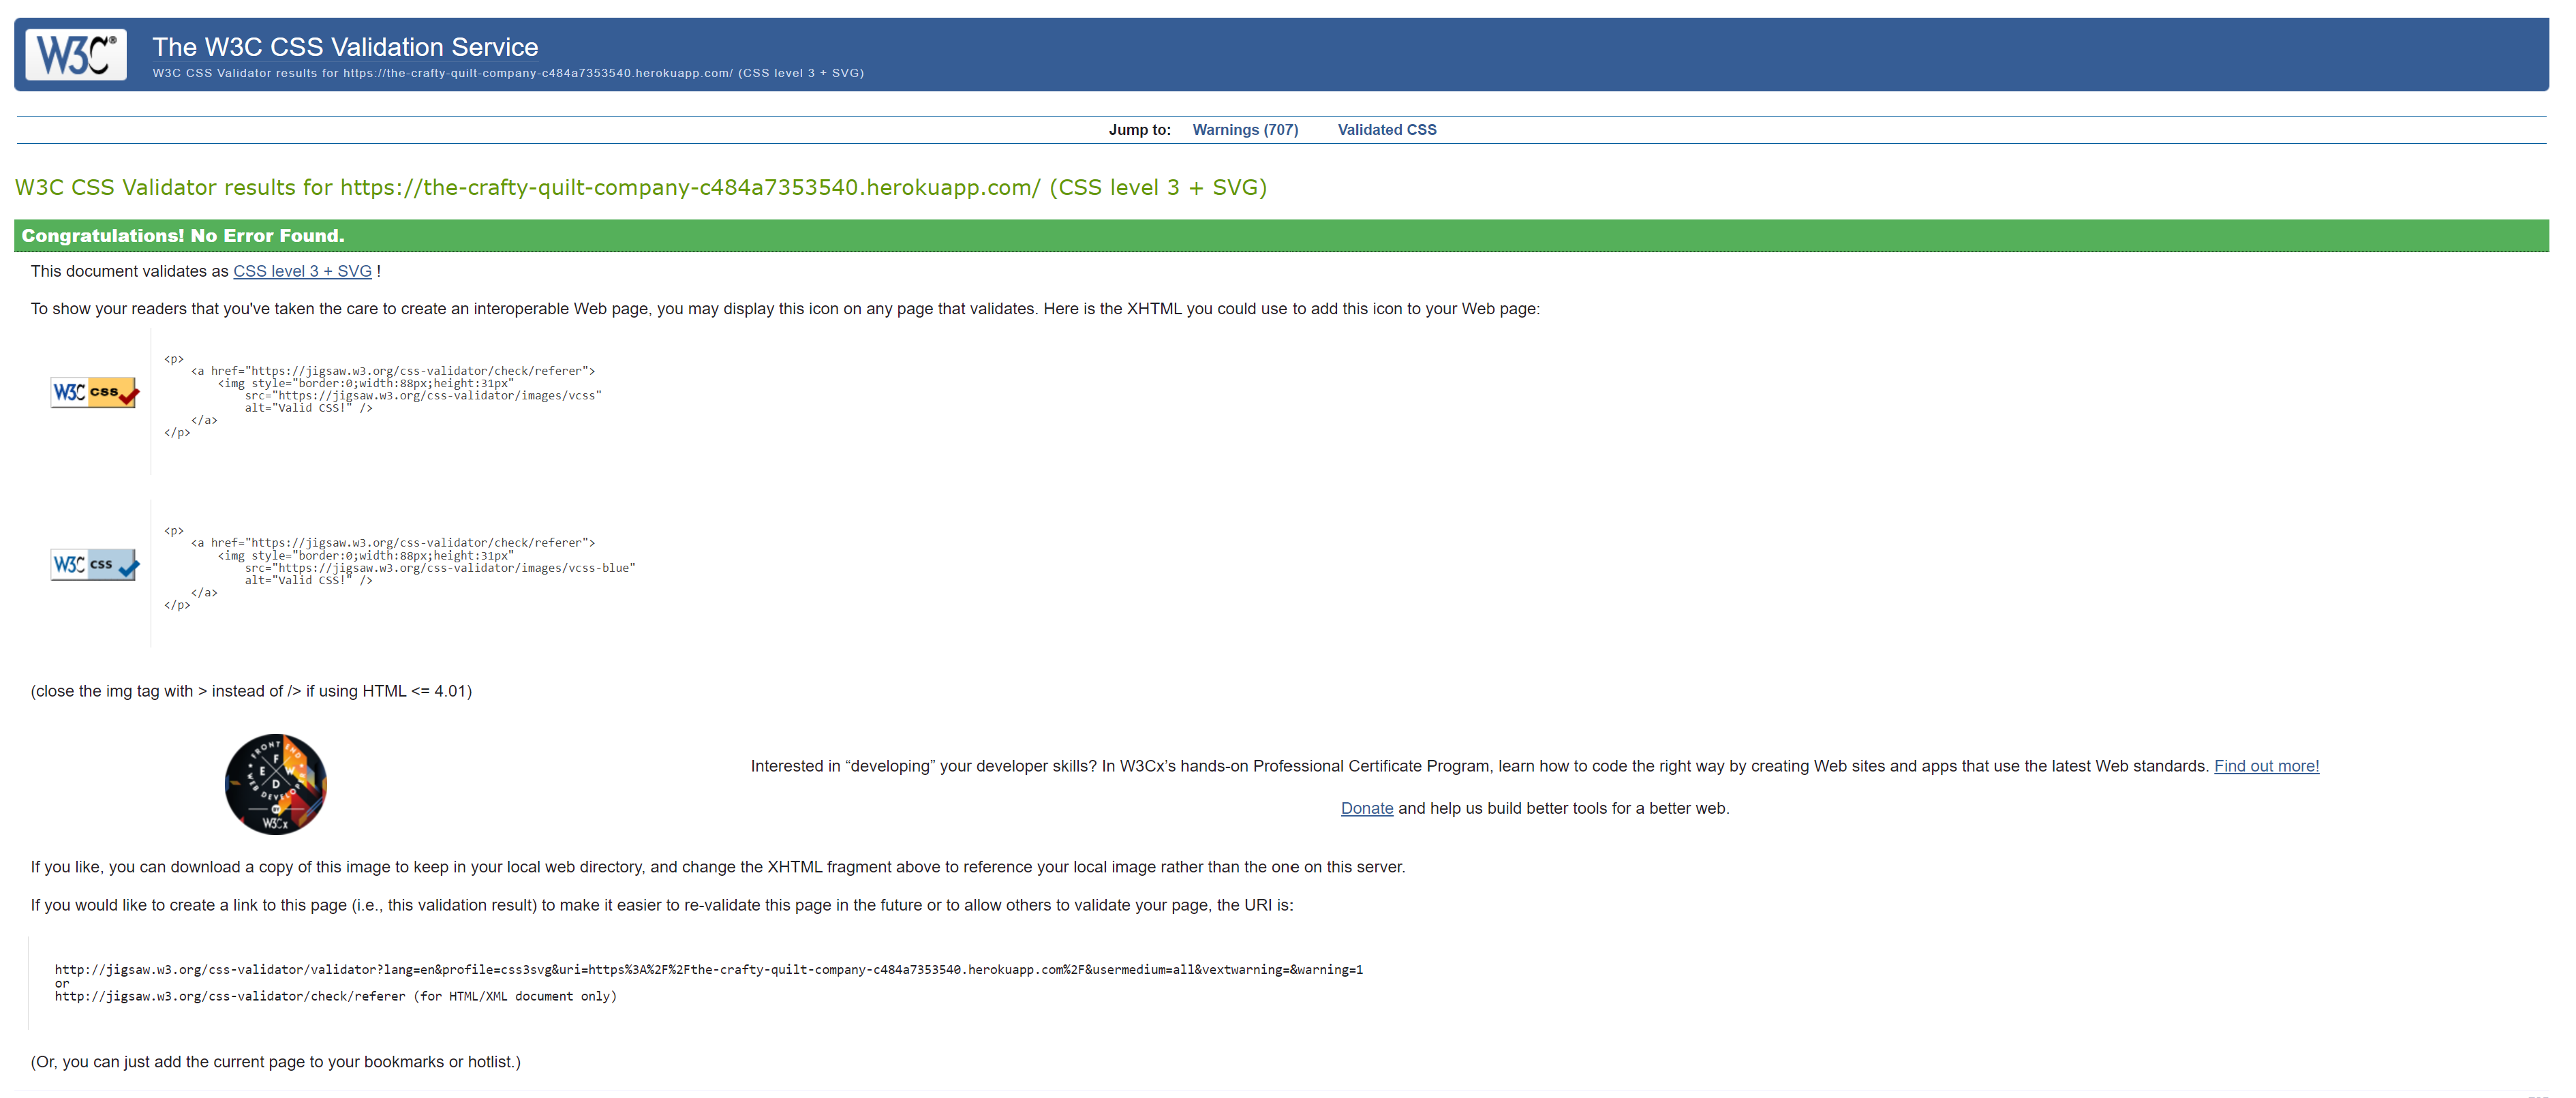 W3C®
The W3C CSS Validation Service
W3C CSS Validator results for https://the-crafty-quilt-company-c484a7353540.herokuapp.com/ (CSS level 3 + SVG)
Jump to: Warnings (707) Validated CSS
W3C CSS Validator results for https://the-crafty-quilt-company-c484a7353540.herokuapp.com/ (CSS level 3 + SVG)
Congratulations! No Error Found.
This document validates as CSS level 3 + SVG !
To show your readers that you've taken the care to create an interoperable Web page, you may display this icon on any page that validates. Here is the XHTML you could use to add this icon to your Web page:
W3C css
<p>
<a href="https://jigsaw.w3.org/css-validator/check/referer">
<img style="border:0;width:88px;height:31px"
src="https://jigsaw.w3.org/css-validator/images/vcss"
alt="Valid CSS!" />
</a>
</p>
W3C css
<p>
<a href="https://jigsaw.w3.org/css-validator/check/referer">
<img style="border:0;width:88px;height:31px"
src="https://jigsaw.w3.org/css-validator/images/vcss-blue"
alt="Valid CSS!" />
</a>
</p>
(close the img tag with > instead of /> if using HTML <= 4.01)
FRONT END
F E W D
WEB DEVELOP
BY
W3Cx
Interested in “developing” your developer skills? In W3Cx’s hands-on Professional Certificate Program, learn how to code the right way by creating Web sites and apps that use the latest Web standards. Find out more!
Donate and help us build better tools for a better web.
If you like, you can download a copy of this image to keep in your local web directory, and change the XHTML fragment above to reference your local image rather than the one on this server.
If you would like to create a link to this page (i.e., this validation result) to make it easier to re-validate this page in the future or to allow others to validate your page, the URI is:
http://jigsaw.w3.org/css-validator/validator?lang=en&profile=css3svg&uri=https%3A%2F%2Fthe-crafty-quilt-company-c484a7353540.herokuapp.com%2F&usermedium=all&vextwarning=&warning=1
or
http://jigsaw.w3.org/css-validator/check/referer (for HTML/XML document only)
(Or, you can just add the current page to your bookmarks or hotlist.)